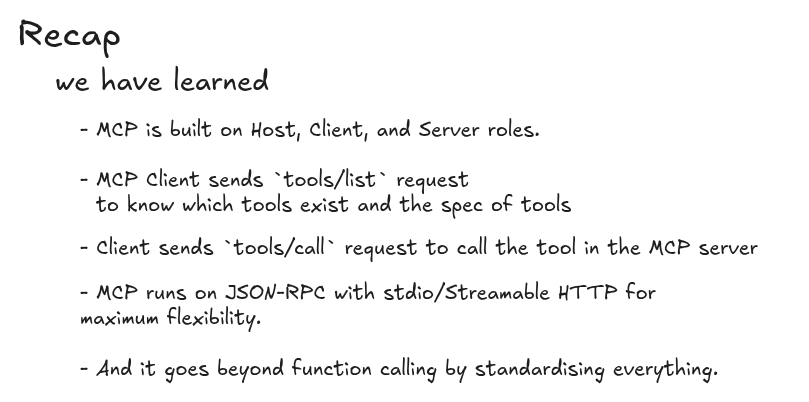 Recap
we have learned
- MCP is built on Host, Client, and Server roles.
- MCP Client sends `tools/list` request
to know which tools exist and the spec of tools
- Client sends `tools/call` request to call the tool in the MCP server
- MCP runs on JSON-RPC with stdio/Streamable HTTP for
maximum flexibility.
- And it goes beyond function calling by standardising everything.